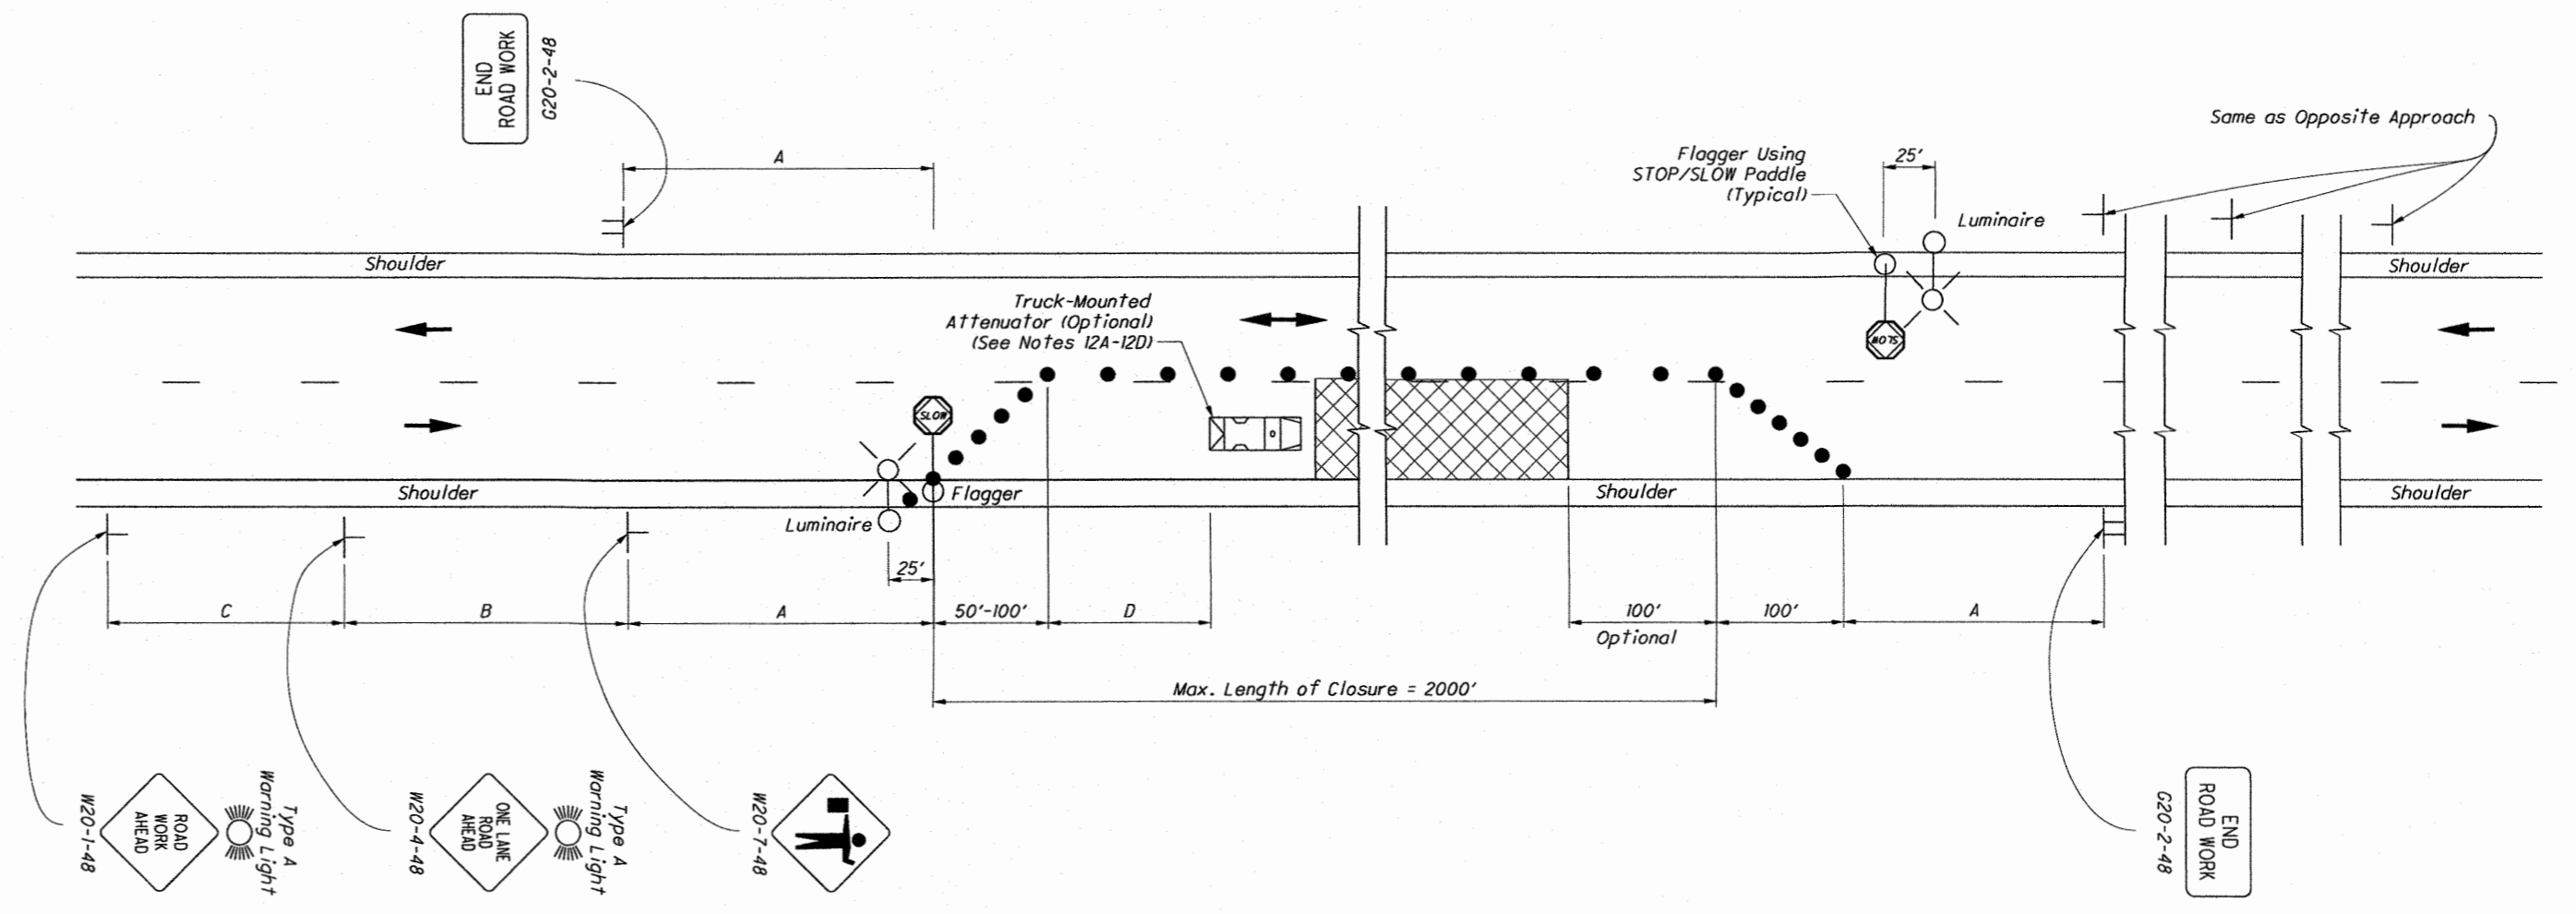 END
ROAD WORK
G20-2-48
A
Same as Opposite Approach
Flagger Using
STOP/SLOW Paddle
(Typical)
25'
Luminaire
Shoulder
Shoulder
Truck-Mounted
Attenuator (Optional)
(See Notes 12A-12D)
SLOW
SLOW
Shoulder
Flagger
Shoulder
Shoulder
Luminaire
25'
C
B
A
50'-100'
D
100'
Optional
100'
A
Max. Length of Closure = 2000'
W20-1-48
ROAD
WORK
AHEAD
Type A
Warning Light
W20-4-48
ONE LANE
ROAD
AHEAD
Type A
Warning Light
W20-7-48
G20-2-48
END
ROAD WORK